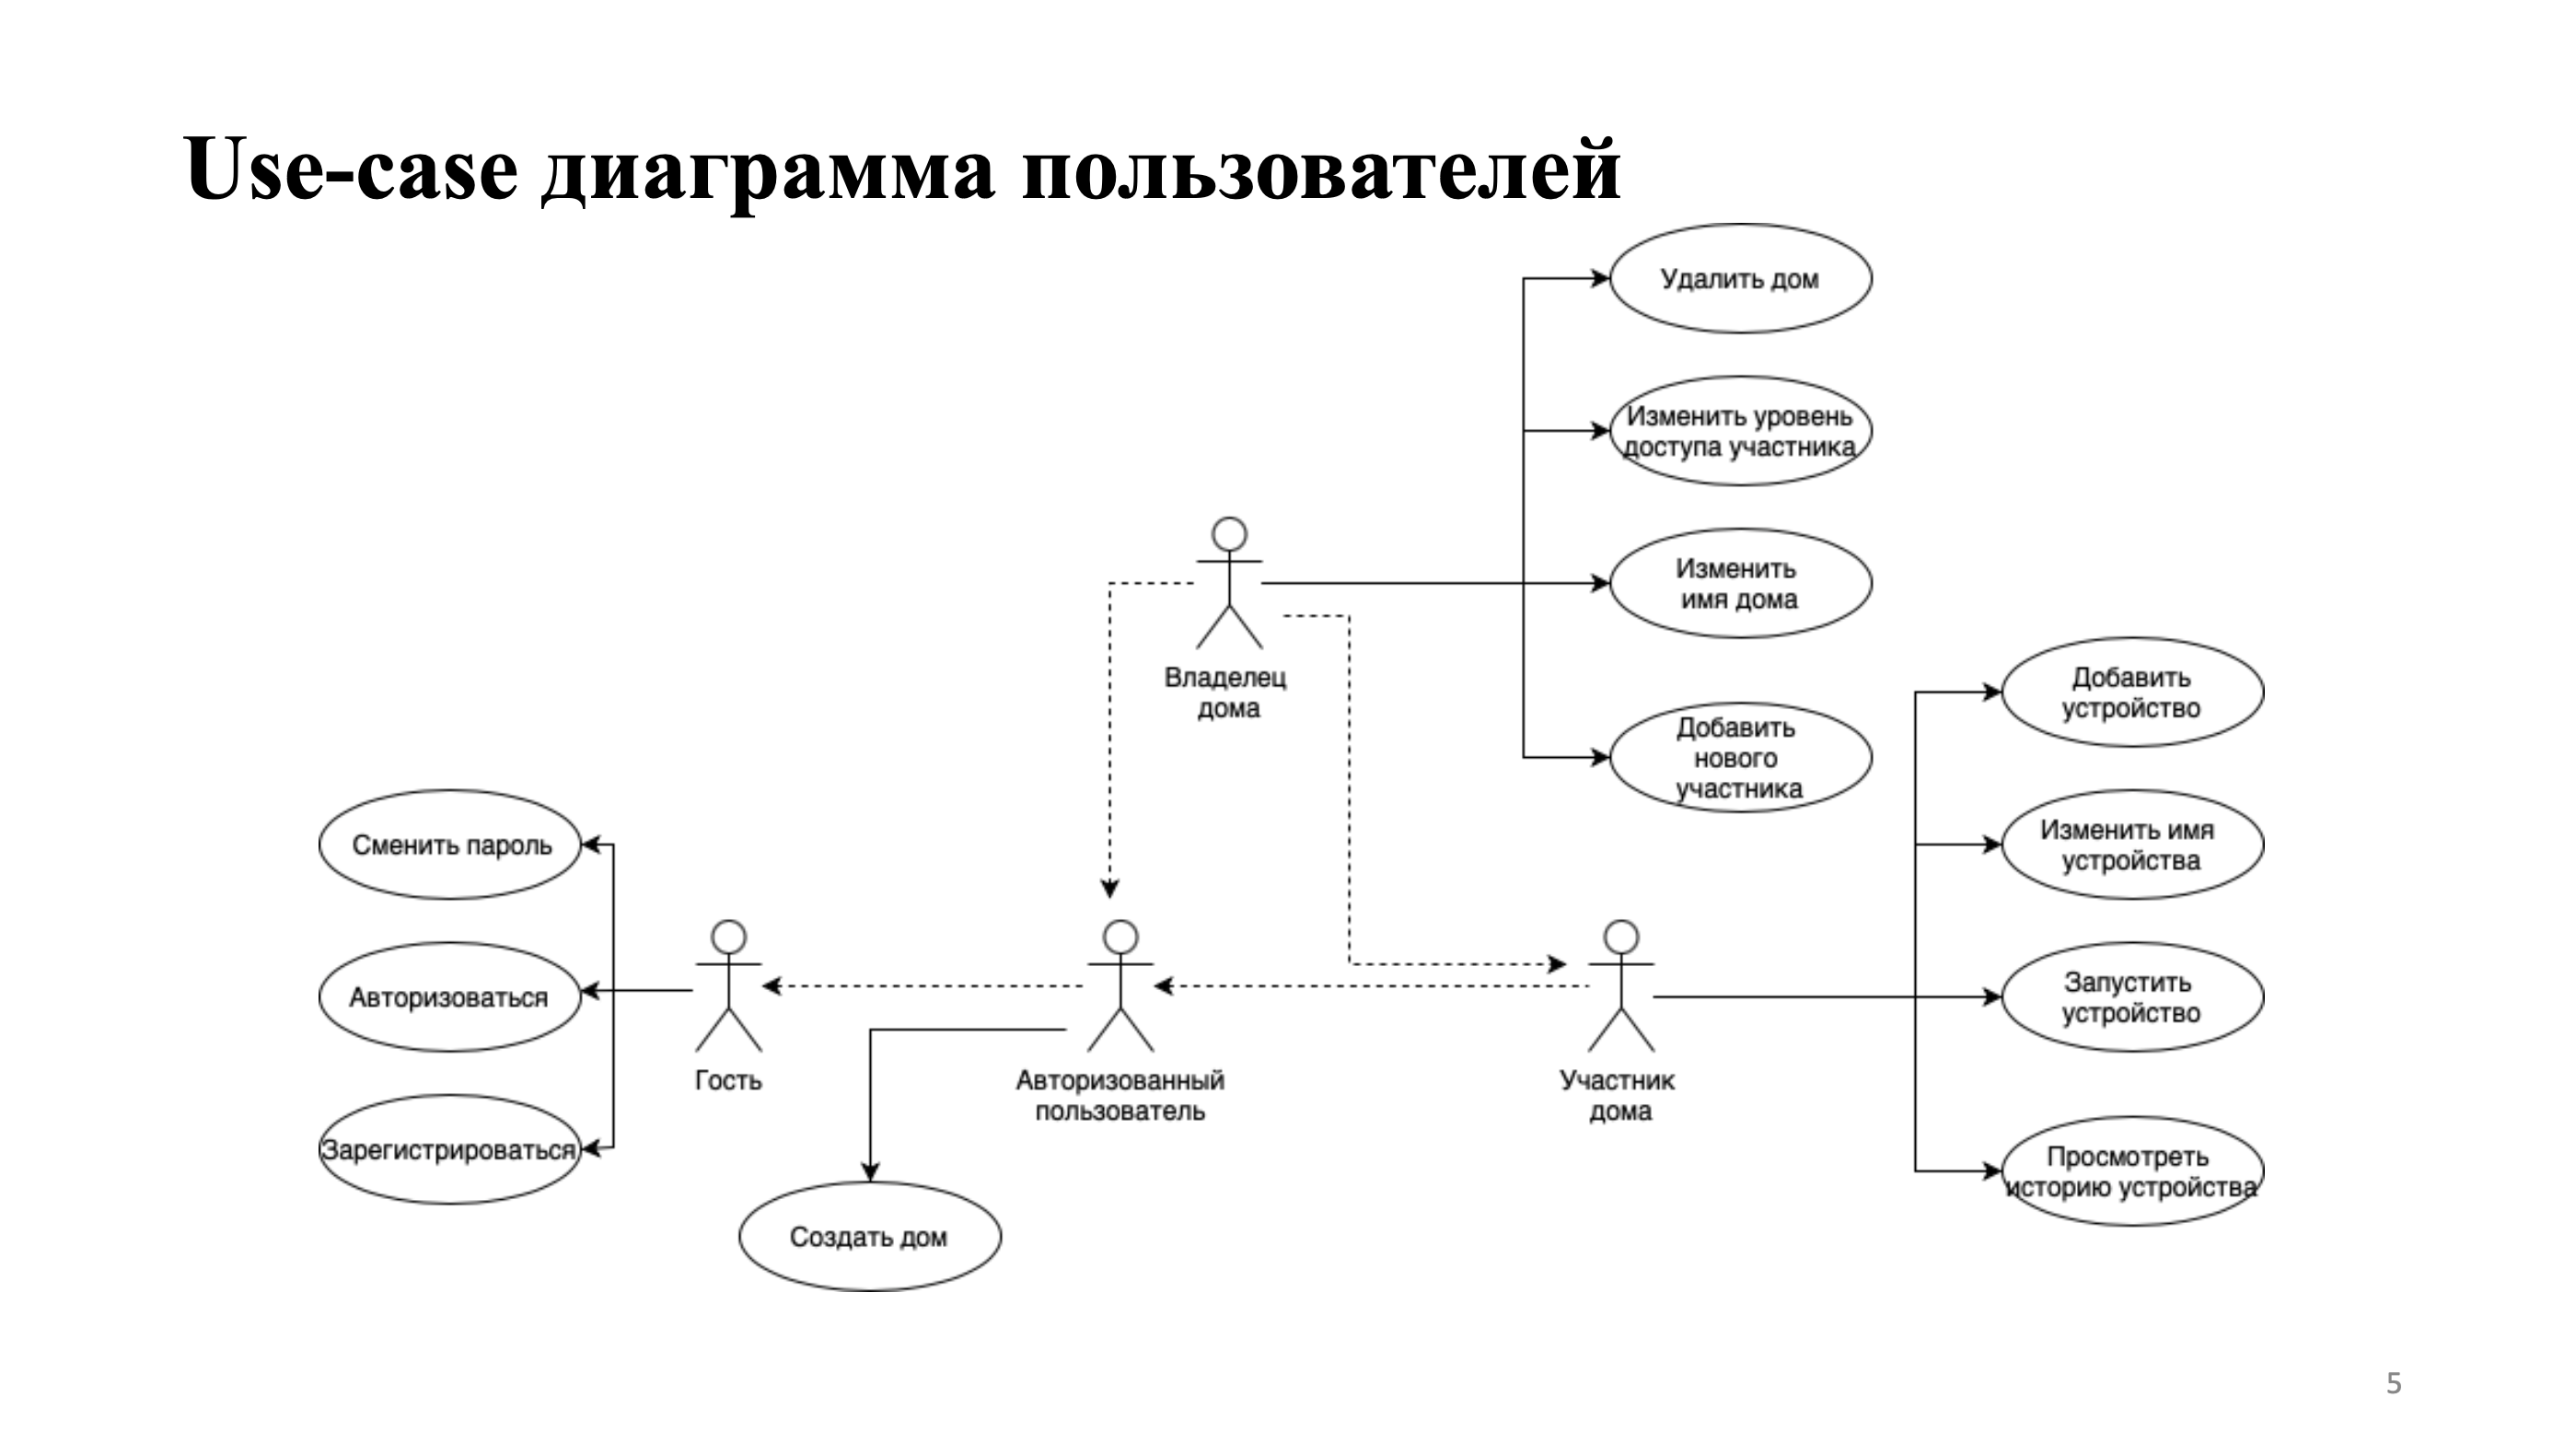 Use-case диаграмма пользователей
Удалить дом
Изменить уровень
доступа участника
Изменить
имя дома
Владелец
дома
Добавить
нового
участника
Добавить
устройство
Сменить пароль
Изменить имя
устройства
Авторизоваться
Запустить
устройство
Гость
Авторизованный
пользователь
Участник
дома
Зарегистрироваться
Просмотреть
историю устройства
Создать дом
5